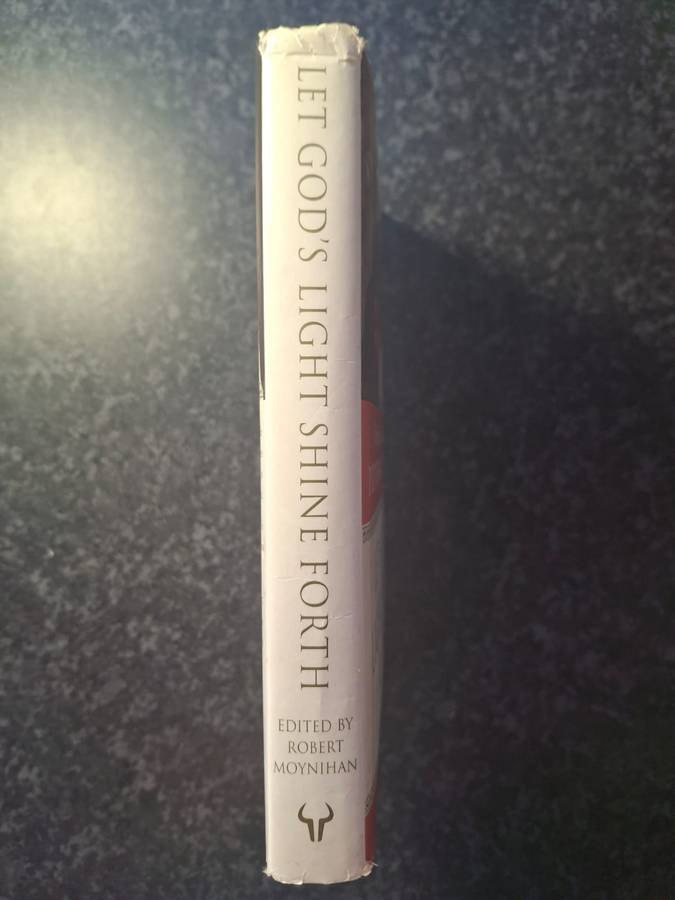 LET GOD'S LIGHT SHINE FORTH
EDITED BY
ROBERT
MOYNIHAN